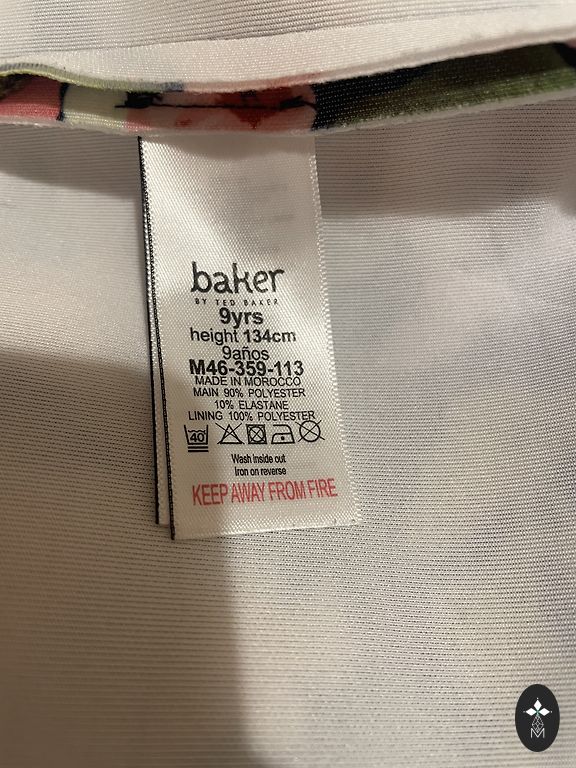 baker
BY TED BAKER
9yrs
height 134cm
9años
M46-359-113
MADE IN MOROCCO
MAIN 90% POLYESTER
10% ELASTANE
LINING 100% POLYESTER
40
Wash inside out
Iron on reverse
KEEP AWAY FROM FIRE
M